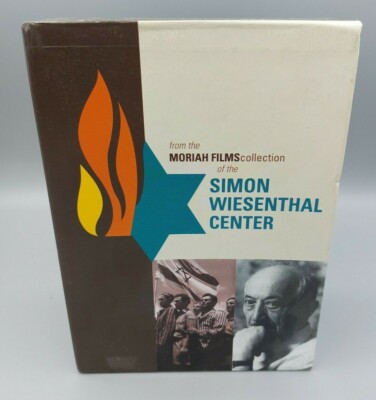 from the
MORIAH FILMScollection
of the
SIMON
WIESENTHAL
CENTER